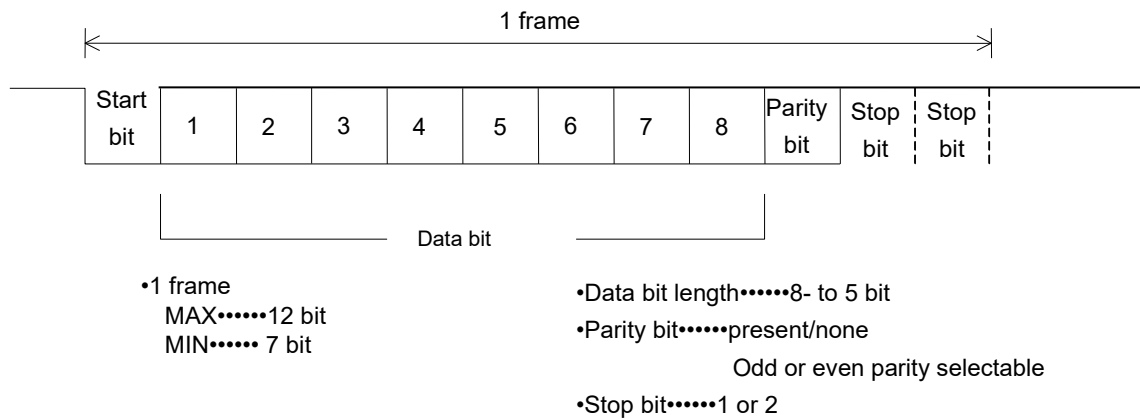 1 frame
Start bit
1 2 3 4 5 6 7 8
Parity bit
Stop bit
Stop bit
Data bit
•1 frame
MAX••••••12 bit
MIN•••••• 7 bit
•Data bit length••••••8- to 5 bit
•Parity bit••••••present/none
Odd or even parity selectable
•Stop bit••••••1 or 2